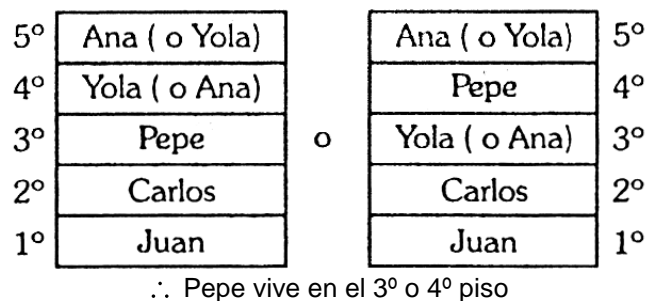 5º Ana ( o Yola) Ana ( o Yola) 5º
4º Yola ( o Ana) Pepe 4º
3º Pepe o Yola ( o Ana) 3º
2º Carlos Carlos 2º
1º Juan Juan 1º
∴ Pepe vive en el 3º o 4º piso